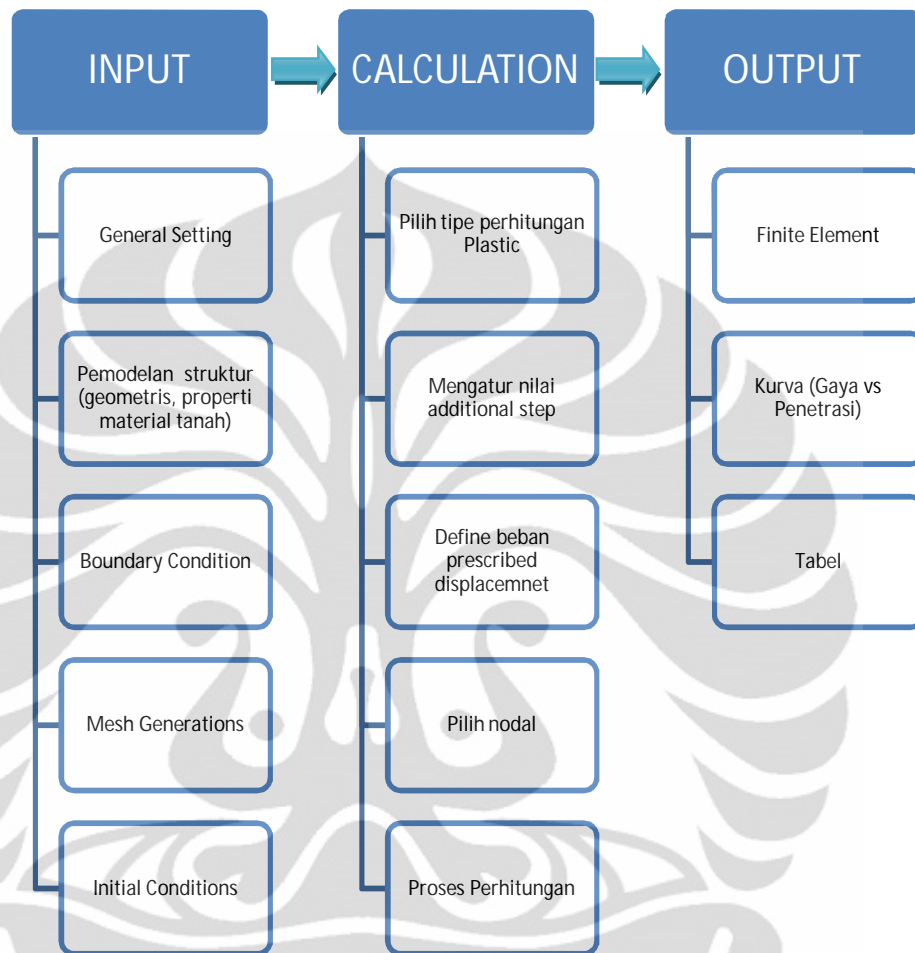 INPUT
CALCULATION
OUTPUT
General Setting
Pemodelan struktur
(geometris, properti
material tanah)
Boundary Condition
Mesh Generations
Initial Conditions
Pilih tipe perhitungan
Plastic
Mengatur nilai
additional step
Define beban
prescribed
displacemnet
Pilih nodal
Proses Perhitungan
Finite Element
Kurva (Gaya vs
Penetrasi)
Tabel